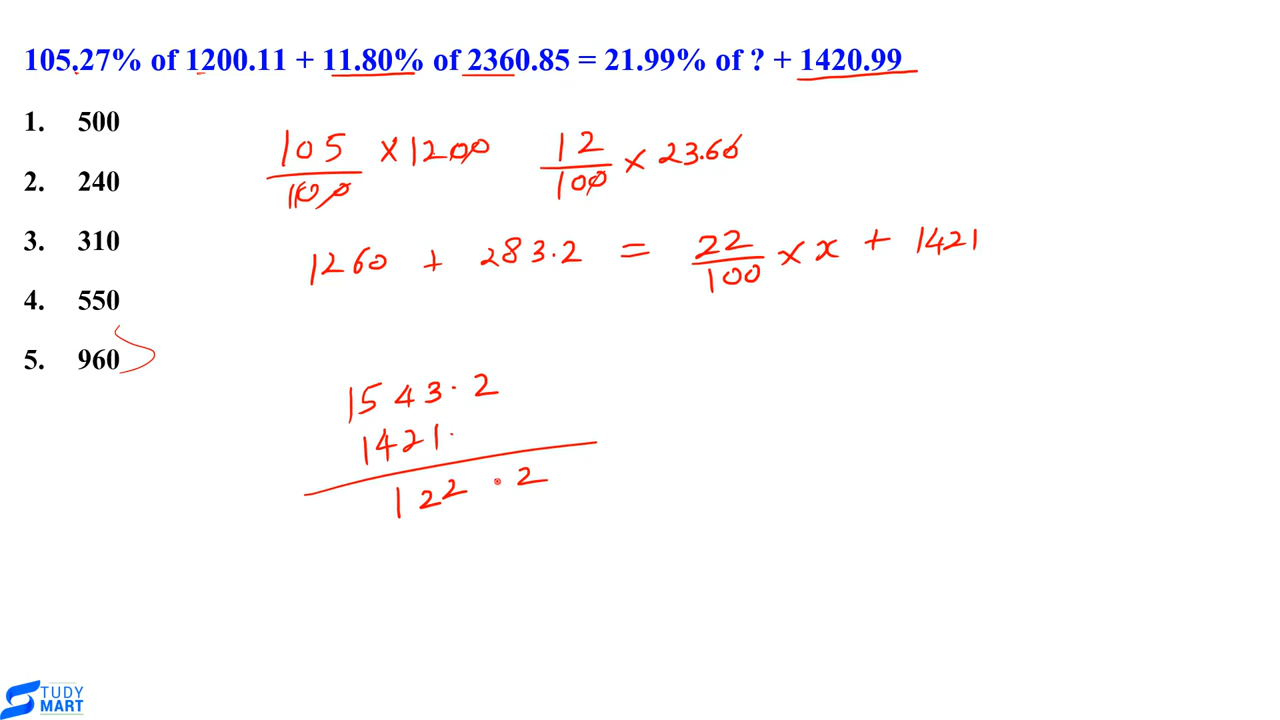 105.27% of 1200.11 + 11.80% of 2360.85 = 21.99% of ? + 1420.99
1. 500
2. 240
3. 310
4. 550
5. 960
105/100 × 1200 12/100 × 23.60
1260 + 283.2 = 22/100 × x + 1421
1543.2
1421.
122.2
STUDY
MART